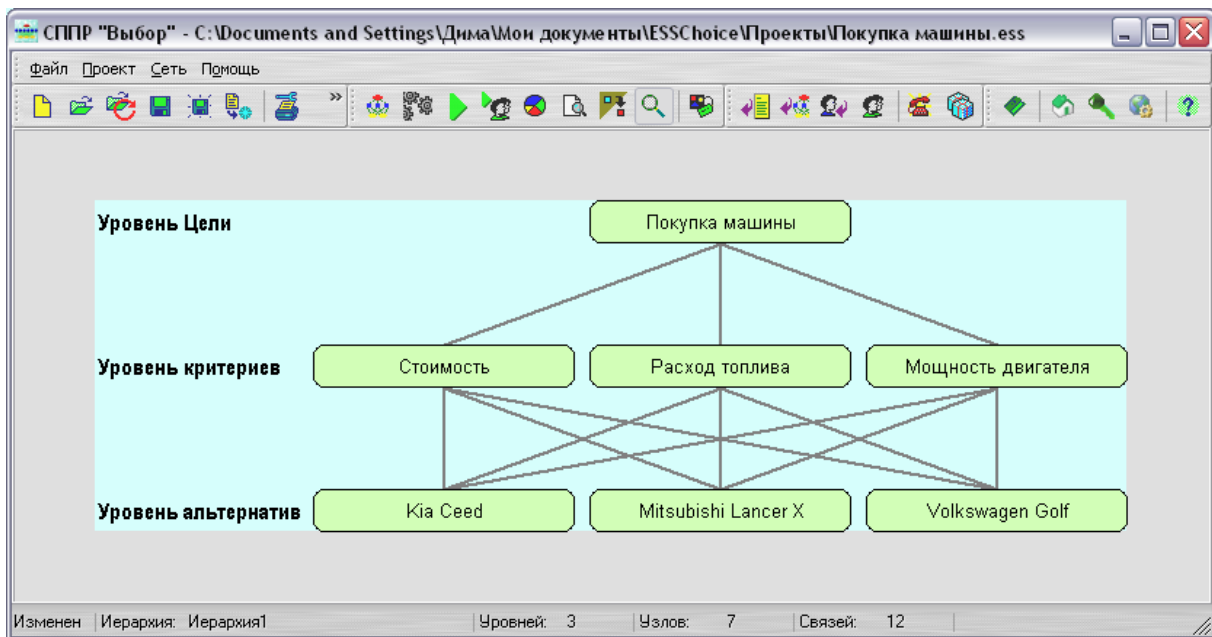 СППР "Выбор" - C:\Documents and Settings\Дима\Мои документы\ESSChoice\Проекты\Покупка машины.ess
Файл Проект Сеть Помощь
»
Уровень Цели Покупка машины
Уровень критериев Стоимость Расход топлива Мощность двигателя
Уровень альтернатив Kia Ceed Mitsubishi Lancer X Volkswagen Golf
Изменен Иерархия: Иерархия1 Уровней: 3 Узлов: 7 Связей: 12